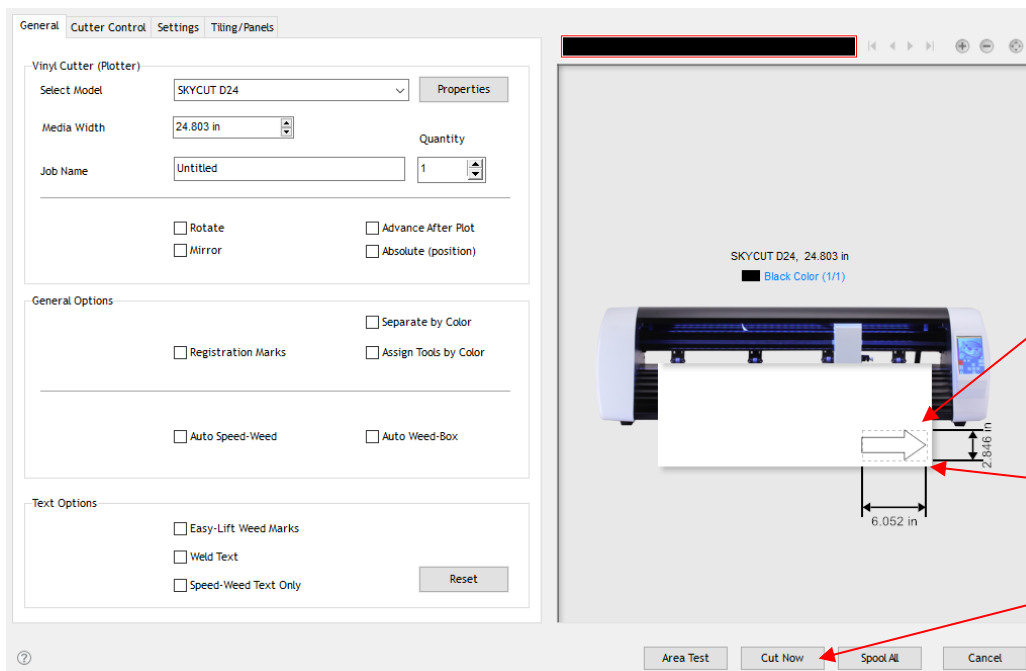 General Cutter Control Settings Tiling/Panels
Vinyl Cutter (Plotter)
Select Model SKYCUT D24 Properties
Media Width 24.803 in
Quantity
Job Name Untitled 1
Rotate Advance After Plot
Mirror Absolute (position)
General Options
Separate by Color
Registration Marks Assign Tools by Color
Auto Speed-Weed Auto Weed-Box
Text Options
Easy-Lift Weed Marks
Weld Text
Speed-Weed Text Only Reset
SKYCUT D24, 24.803 in
Black Color (1/1)
2.846 in
6.052 in
? Area Test Cut Now Spool All Cancel